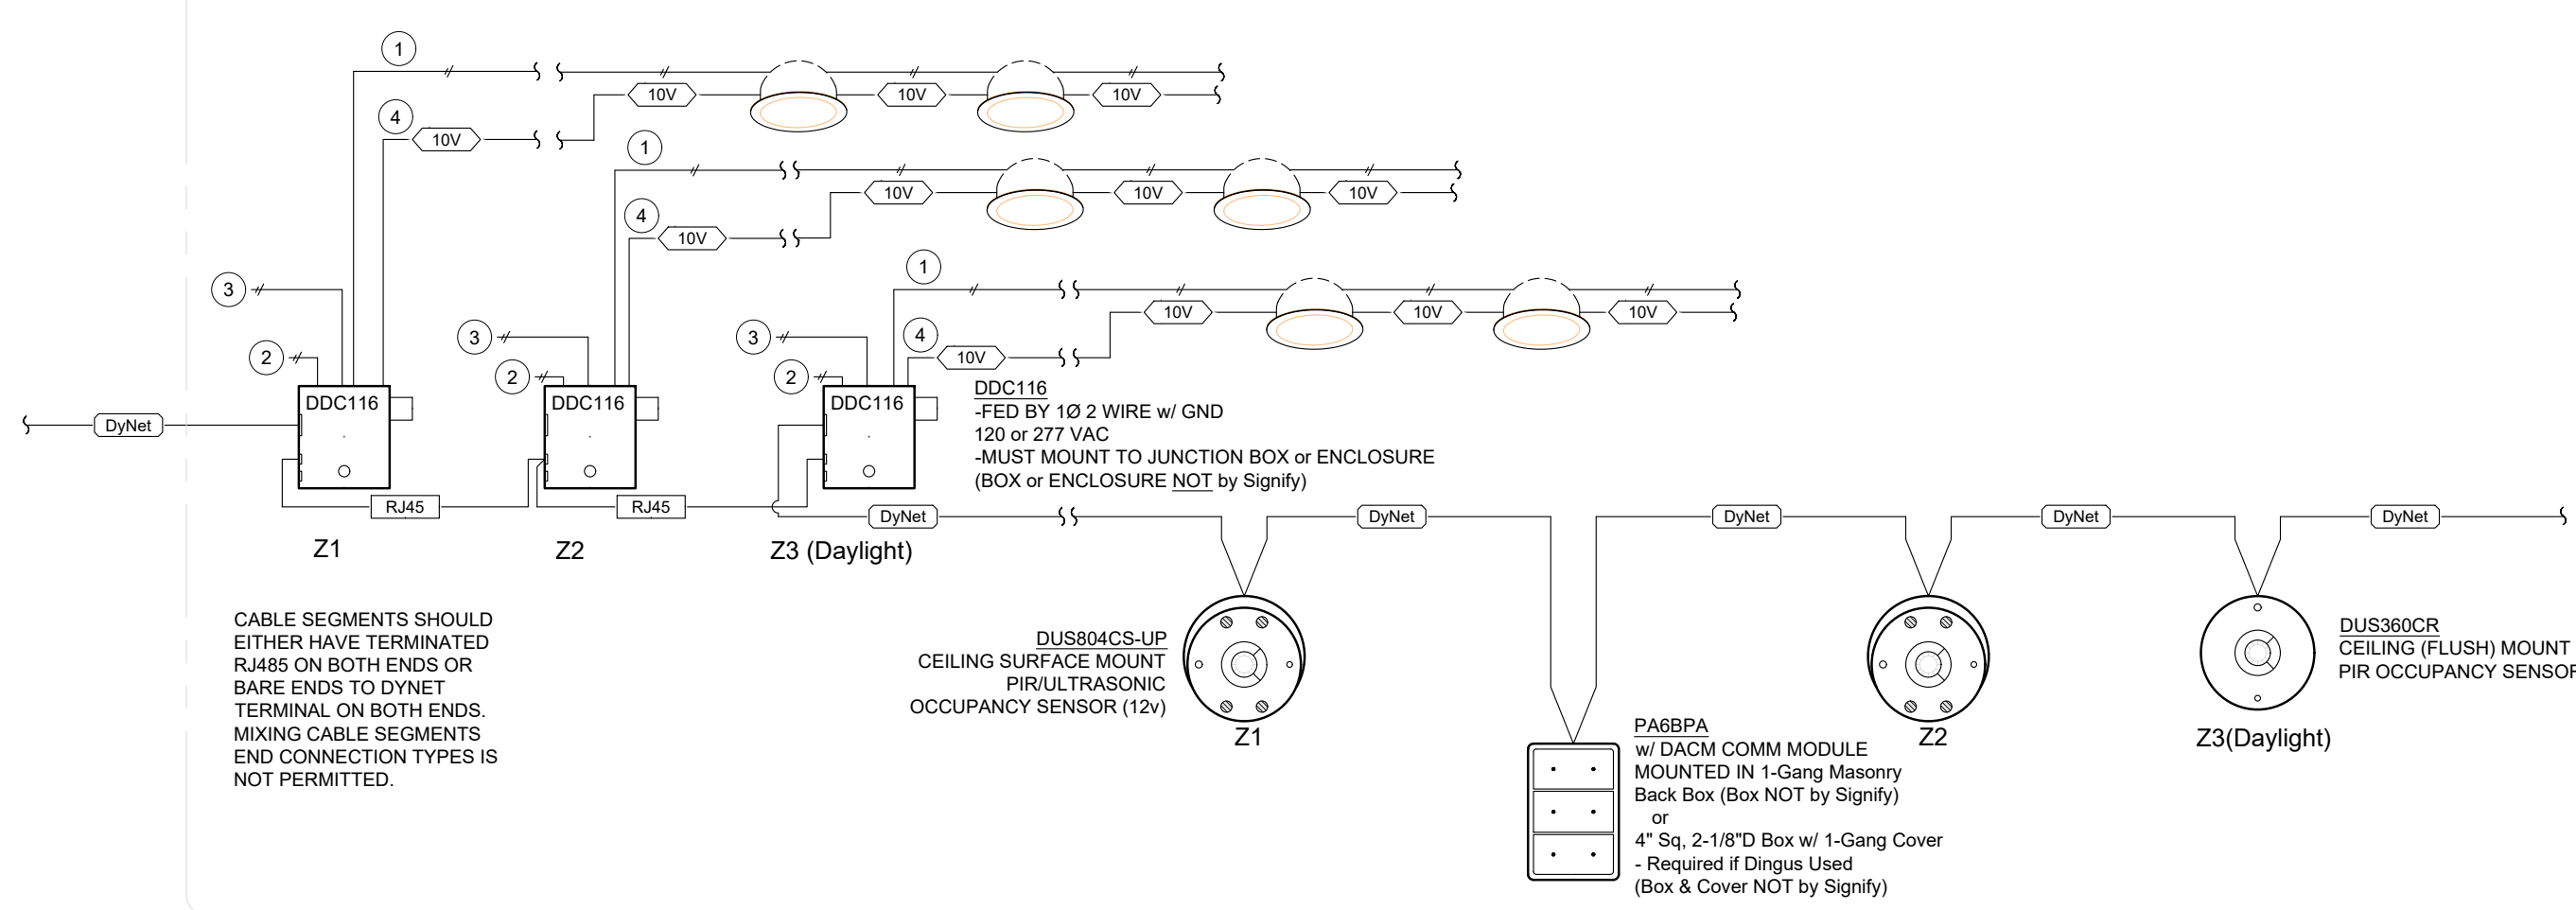 1
10V
10V
10V
4
10V
1
10V
10V
10V
4
10V
1
3
10V
10V
10V
3
3
4
10V
2
2
2
DDC116
DDC116
DDC116
DDC116
-FED BY 1Ø 2 WIRE w/ GND
120 or 277 VAC
-MUST MOUNT TO JUNCTION BOX or ENCLOSURE
(BOX or ENCLOSURE NOT by Signify)
DyNet
RJ45
RJ45
DyNet
DyNet
DyNet
DyNet
DyNet
Z1
Z2
Z3 (Daylight)
CABLE SEGMENTS SHOULD
EITHER HAVE TERMINATED
RJ485 ON BOTH ENDS OR
BARE ENDS TO DYNET
TERMINAL ON BOTH ENDS.
MIXING CABLE SEGMENTS
END CONNECTION TYPES IS
NOT PERMITTED.
DUS804CS-UP
CEILING SURFACE MOUNT
PIR/ULTRASONIC
OCCUPANCY SENSOR (12v)
Z1
PA6BPA
w/ DACM COMM MODULE
MOUNTED IN 1-Gang Masonry
Back Box (Box NOT by Signify)
or
4" Sq, 2-1/8"D Box w/ 1-Gang Cover
- Required if Dingus Used
(Box & Cover NOT by Signify)
Z2
DUS360CR
CEILING (FLUSH) MOUNT
PIR OCCUPANCY SENSOR
Z3(Daylight)